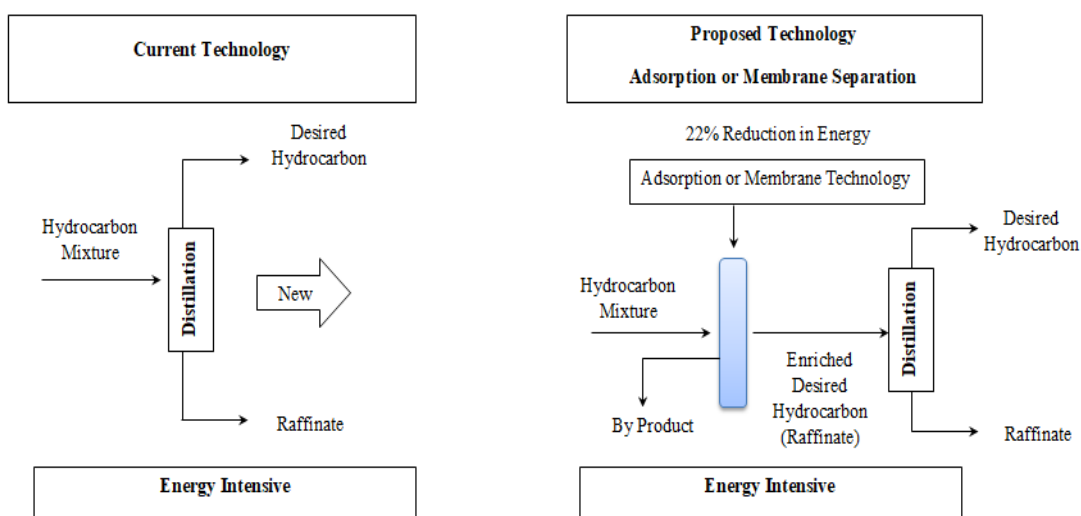 Current Technology
Desired
Hydrocarbon
Hydrocarbon
Mixture
Distillation
New
Raffinate
Energy Intensive
Proposed Technology
Adsorption or Membrane Separation
22% Reduction in Energy
Adsorption or Membrane Technology
Desired
Hydrocarbon
Hydrocarbon
Mixture
Distillation
Enriched
Desired
Hydrocarbon
(Raffinate)
By Product
Raffinate
Energy Intensive